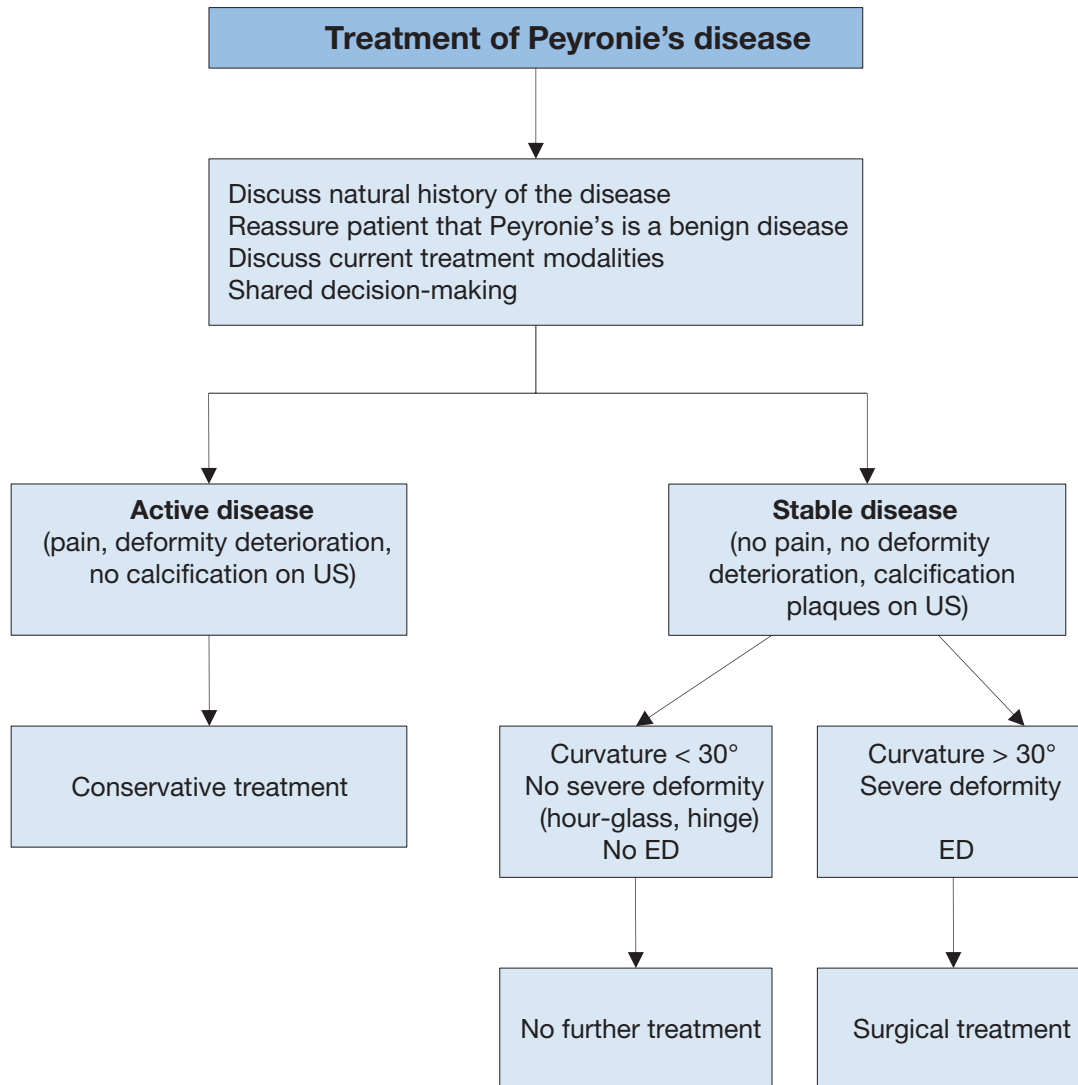 Treatment of Peyronie’s disease
Discuss natural history of the disease
Reassure patient that Peyronie’s is a benign disease
Discuss current treatment modalities
Shared decision-making
Active disease
(pain, deformity deterioration,
no calcification on US)
Stable disease
(no pain, no deformity
deterioration, calcification
plaques on US)
Conservative treatment
Curvature < 30°
No severe deformity
(hour-glass, hinge)
No ED
Curvature > 30°
Severe deformity
ED
No further treatment
Surgical treatment